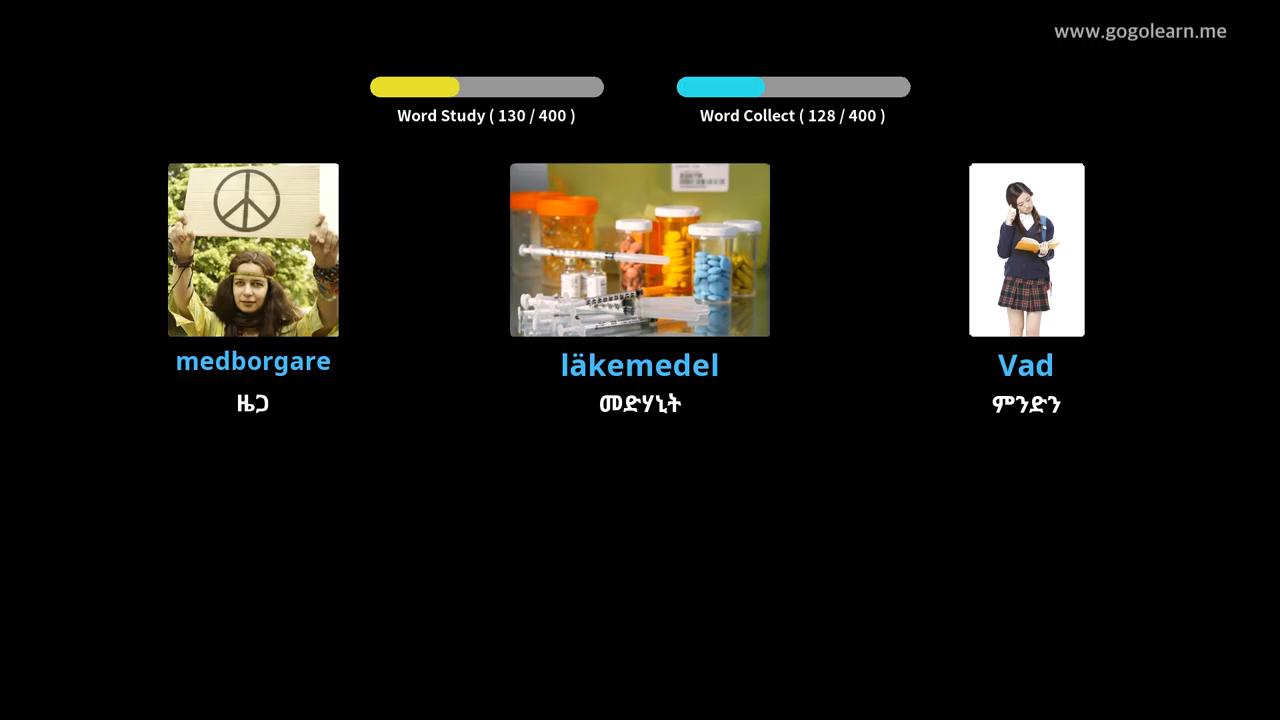 www.gogolearn.me
Word Study ( 130 / 400 )
Word Collect ( 128 / 400 )
medborgare
läkemedel
Vad
ዜጋ
መድሃኒት
ምንድን